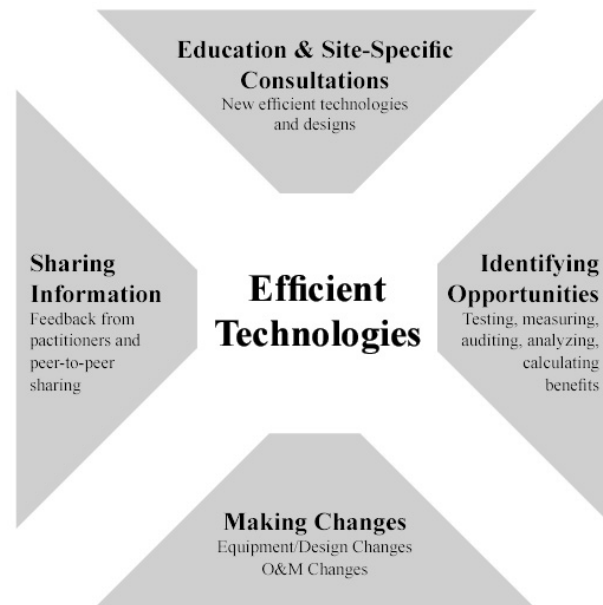 Education & Site-Specific
Consultations
New efficient technologies
and designs
Sharing
Information
Feedback from
pactitioners and
peer-to-peer
sharing
Efficient
Technologies
Identifying
Opportunities
Testing, measuring,
auditing, analyzing,
calculating
benefits
Making Changes
Equipment/Design Changes
O&M Changes